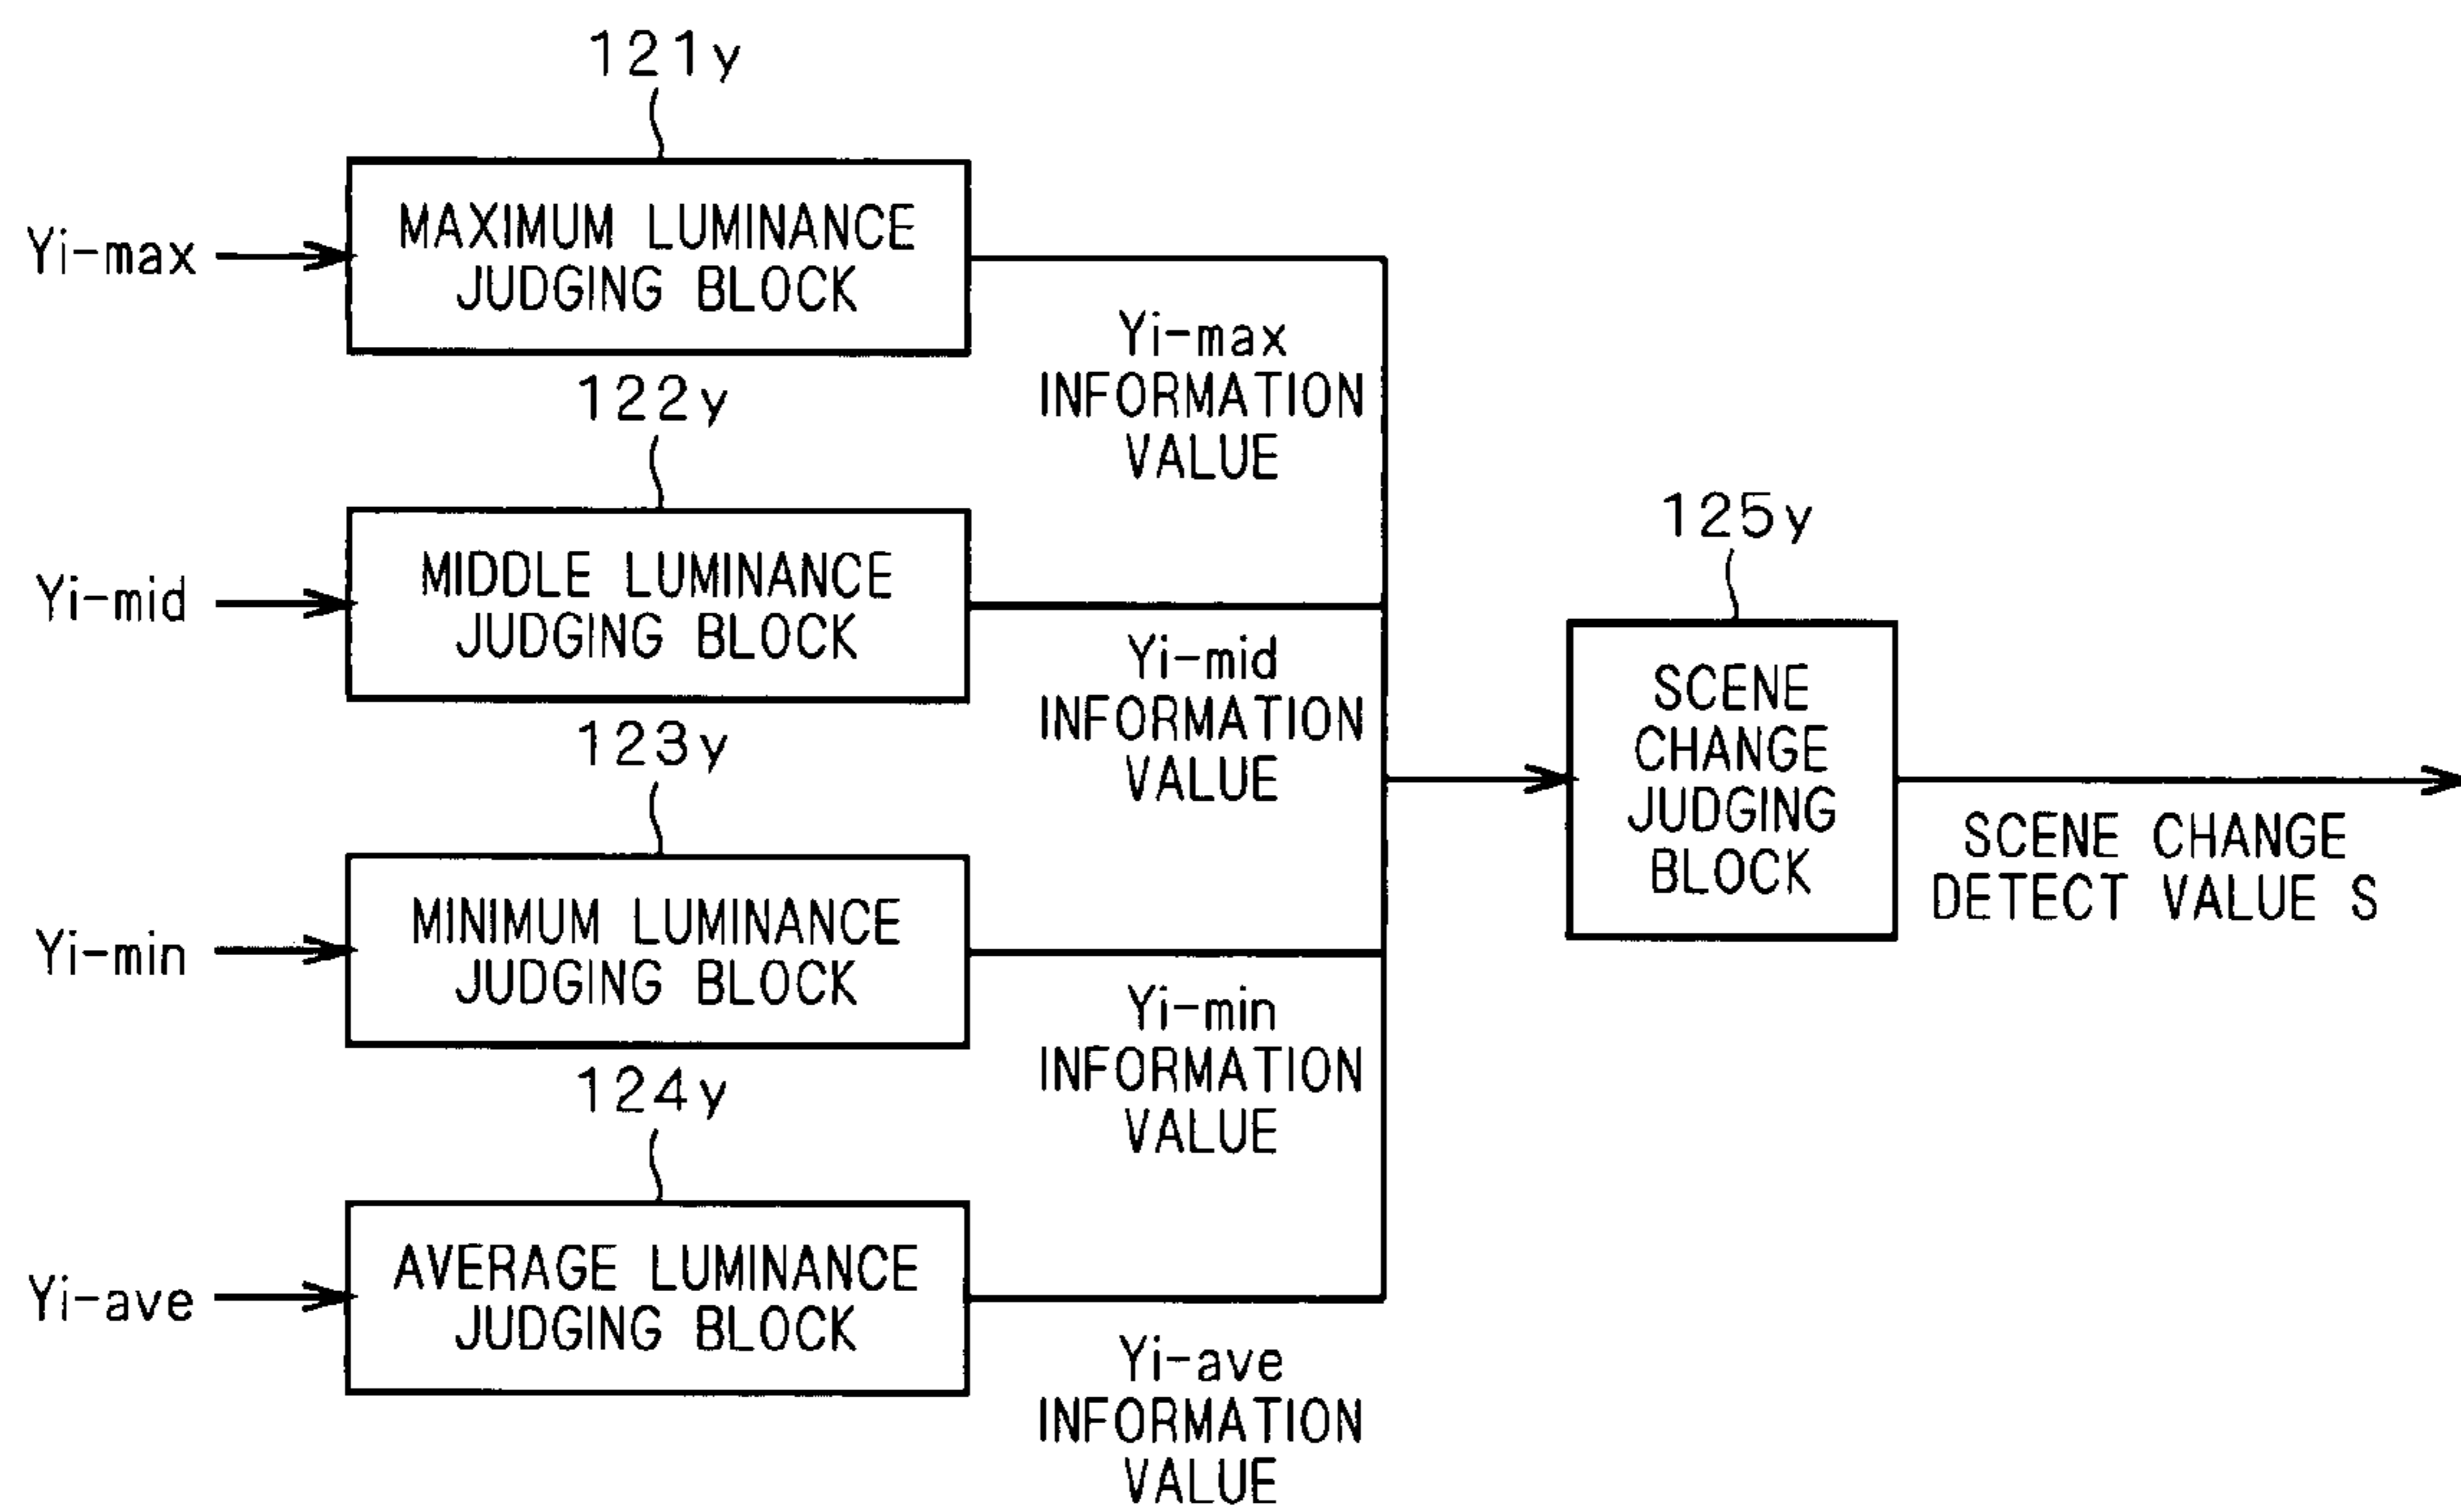 121y
Yi-max
MAXIMUM LUMINANCE
JUDGING BLOCK
Yi-max
INFORMATION
VALUE
122y
Yi-mid
MIDDLE LUMINANCE
JUDGING BLOCK
Yi-mid
INFORMATION
VALUE
123y
Yi-min
MINIMUM LUMINANCE
JUDGING BLOCK
Yi-min
INFORMATION
VALUE
124y
Yi-ave
AVERAGE LUMINANCE
JUDGING BLOCK
Yi-ave
INFORMATION
VALUE
125y
SCENE
CHANGE
JUDGING
BLOCK
SCENE CHANGE
DETECT VALUE S